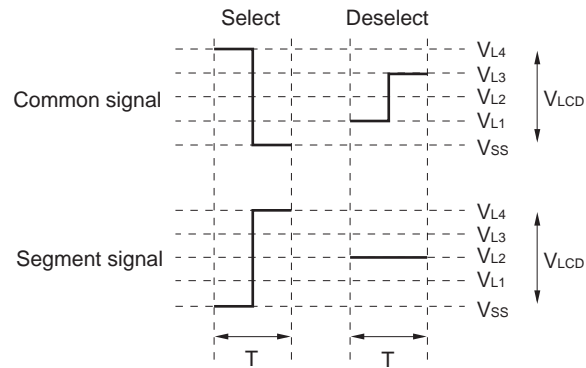 Select Deselect
VL4
VL3
Common signal VL2 VLCD
VL1
VSS
VL4
VL3
Segment signal VL2 VLCD
VL1
VSS
T T